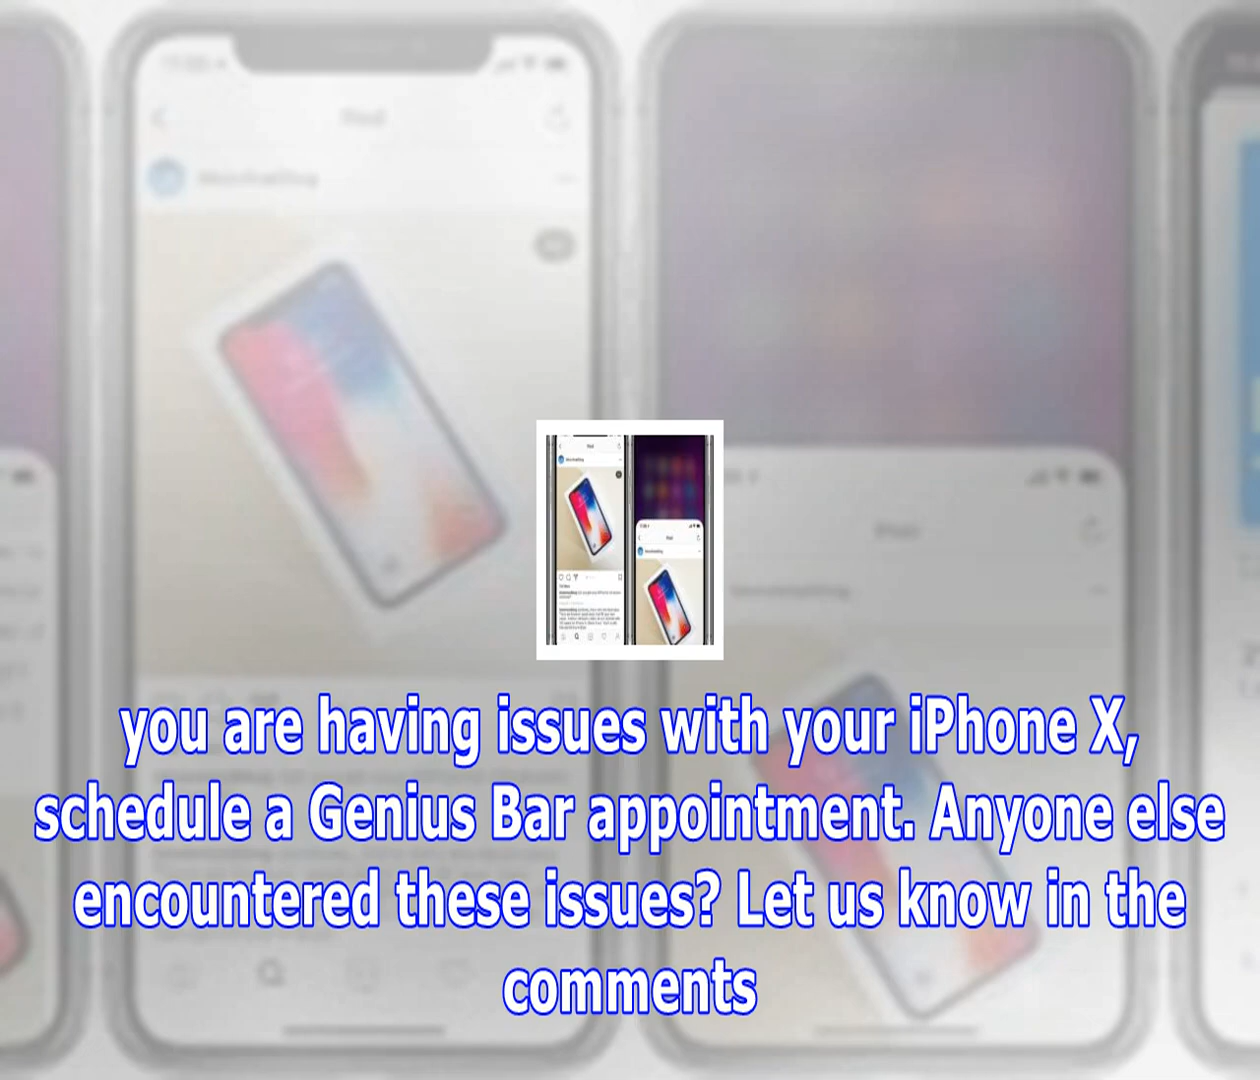 you are having issues with your iPhone X,
schedule a Genius Bar appointment. Anyone else
encountered these issues? Let us know in the
comments